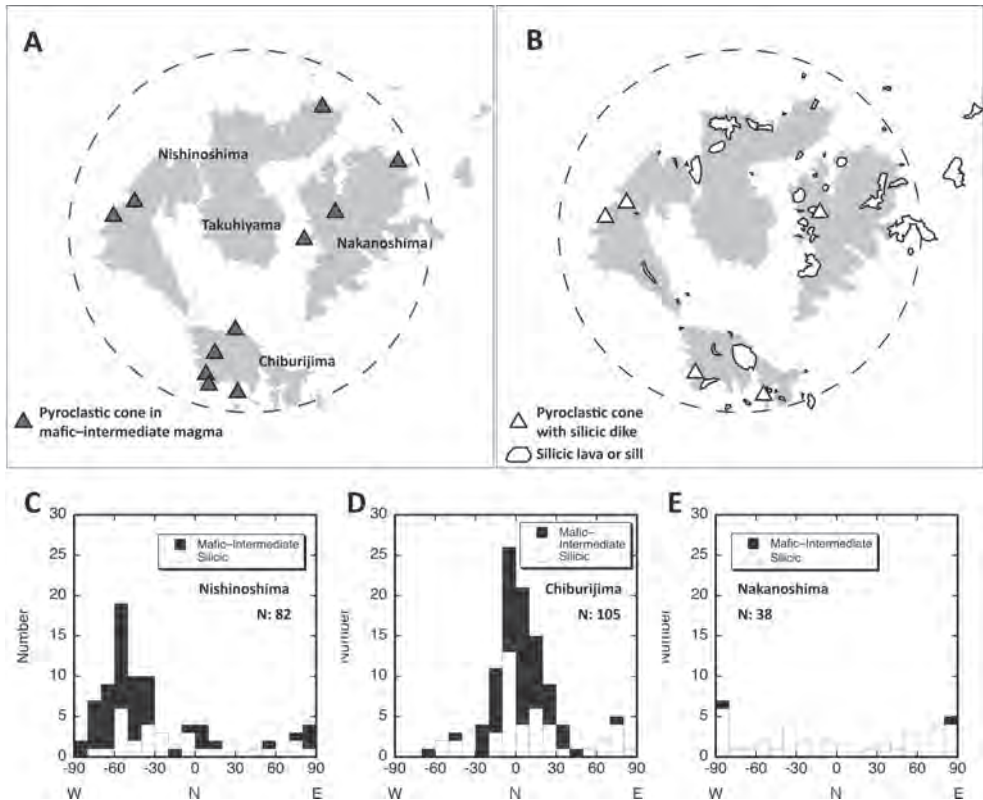 A
Nishinoshima
Takuhiyama
Nakanoshima
Chiburijima
Pyroclastic cone in
mafic–intermediate magma
B
Pyroclastic cone
with silicic dike
Silicic lava or sill
C
30
25
20
15
10
5
0
Number
Mafic–Intermediate
Silicic
Nishinoshima
N: 82
-90 -60 -30 0 30 60 90
W N E
D
30
25
20
15
10
5
0
Number
Mafic–
Intermediate
Silicic
Chiburijima
N: 105
-90 -60 -30 0 30 60 90
W N E
E
30
25
20
15
10
5
0
Number
Mafic–Intermediate
Silicic
Nakanoshima
N: 38
-90 -60 -30 0 30 60 90
W N E